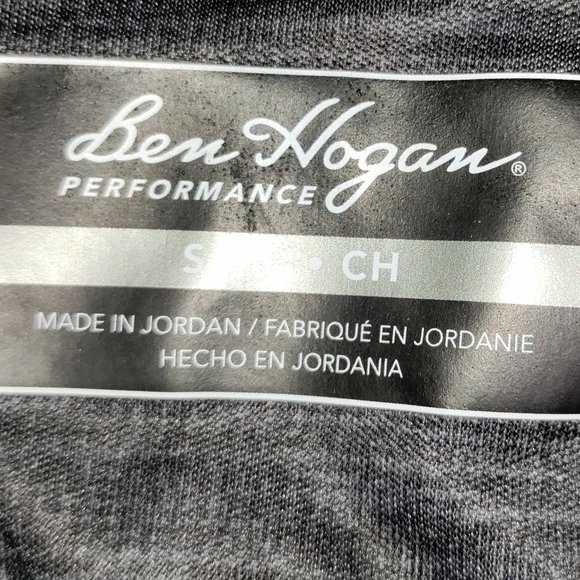 Ben Hogan®
PERFORMANCE
S • CH
MADE IN JORDAN / FABRIQUÉ EN JORDANIE
HECHO EN JORDANIA